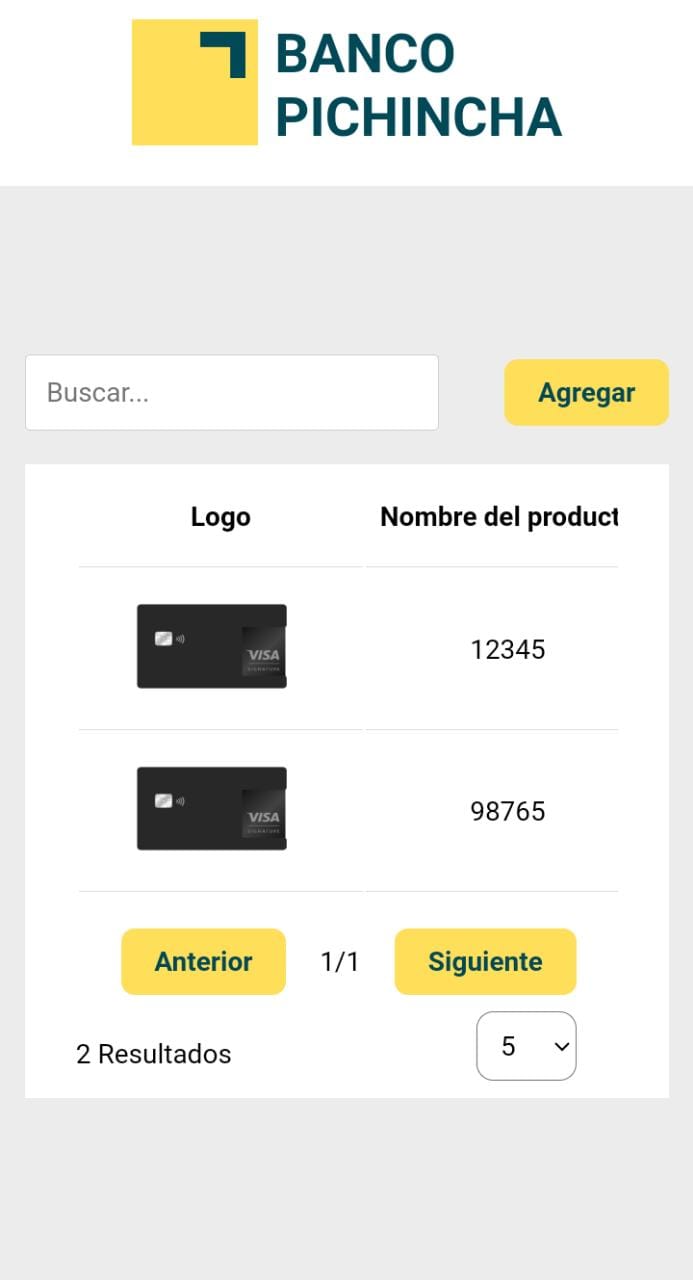 BANCO
PICHINCHA
Buscar...
Agregar
Logo Nombre del product
VISA
SIGNATURE
12345
VISA
SIGNATURE
98765
Anterior 1/1 Siguiente
2 Resultados 5